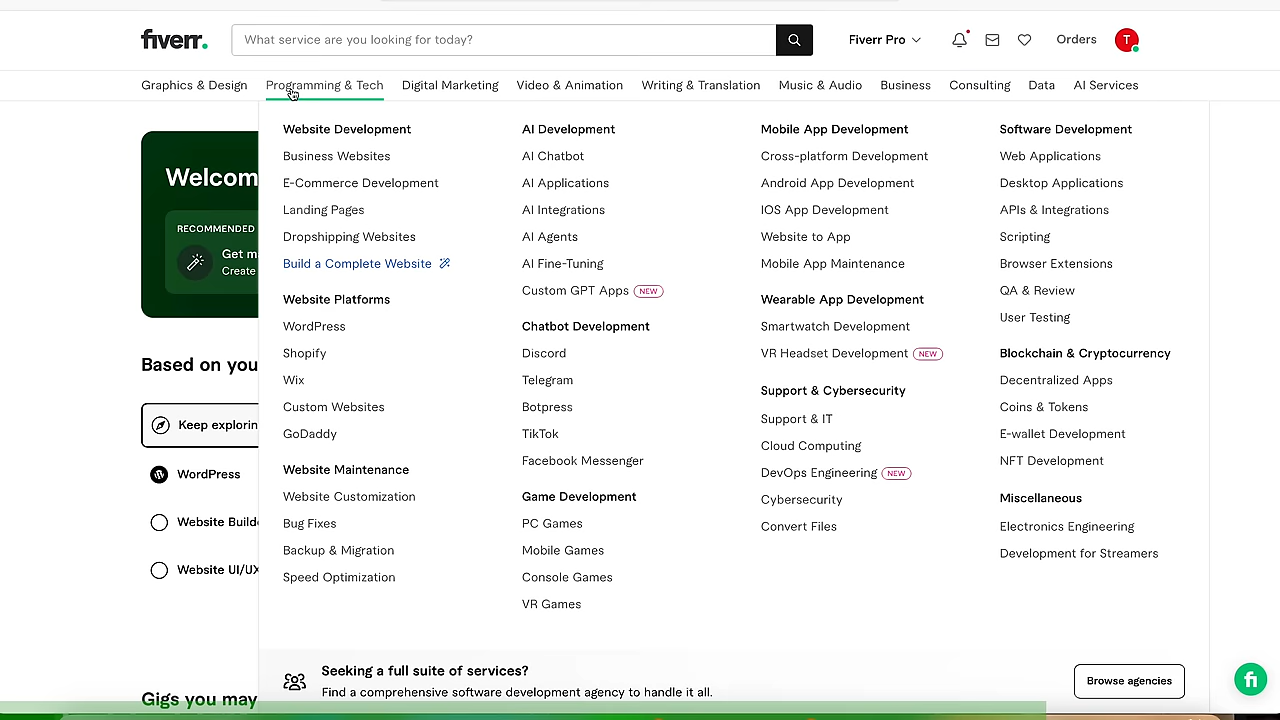 fiverr.
What service are you looking for today?
Fiverr Pro
Orders
T
Graphics & Design
Programming & Tech
Digital Marketing
Video & Animation
Writing & Translation
Music & Audio
Business
Consulting
Data
AI Services
Welcom
RECOMMENDED
Get m
Create
Based on you
Keep explorin
WordPress
Website Builde
Website UI/UX
Gigs you may
Website Development
Business Websites
E-Commerce Development
Landing Pages
Dropshipping Websites
Build a Complete Website
Website Platforms
WordPress
Shopify
Wix
Custom Websites
GoDaddy
Website Maintenance
Website Customization
Bug Fixes
Backup & Migration
Speed Optimization
AI Development
AI Chatbot
AI Applications
AI Integrations
AI Agents
AI Fine-Tuning
Custom GPT Apps NEW
Chatbot Development
Discord
Telegram
Botpress
TikTok
Facebook Messenger
Game Development
PC Games
Mobile Games
Console Games
VR Games
Mobile App Development
Cross-platform Development
Android App Development
IOS App Development
Website to App
Mobile App Maintenance
Wearable App Development
Smartwatch Development
VR Headset Development NEW
Support & Cybersecurity
Support & IT
Cloud Computing
DevOps Engineering NEW
Cybersecurity
Convert Files
Software Development
Web Applications
Desktop Applications
APIs & Integrations
Scripting
Browser Extensions
QA & Review
User Testing
Blockchain & Cryptocurrency
Decentralized Apps
Coins & Tokens
E-wallet Development
NFT Development
Miscellaneous
Electronics Engineering
Development for Streamers
Seeking a full suite of services?
Find a comprehensive software development agency to handle it all.
Browse agencies
fi